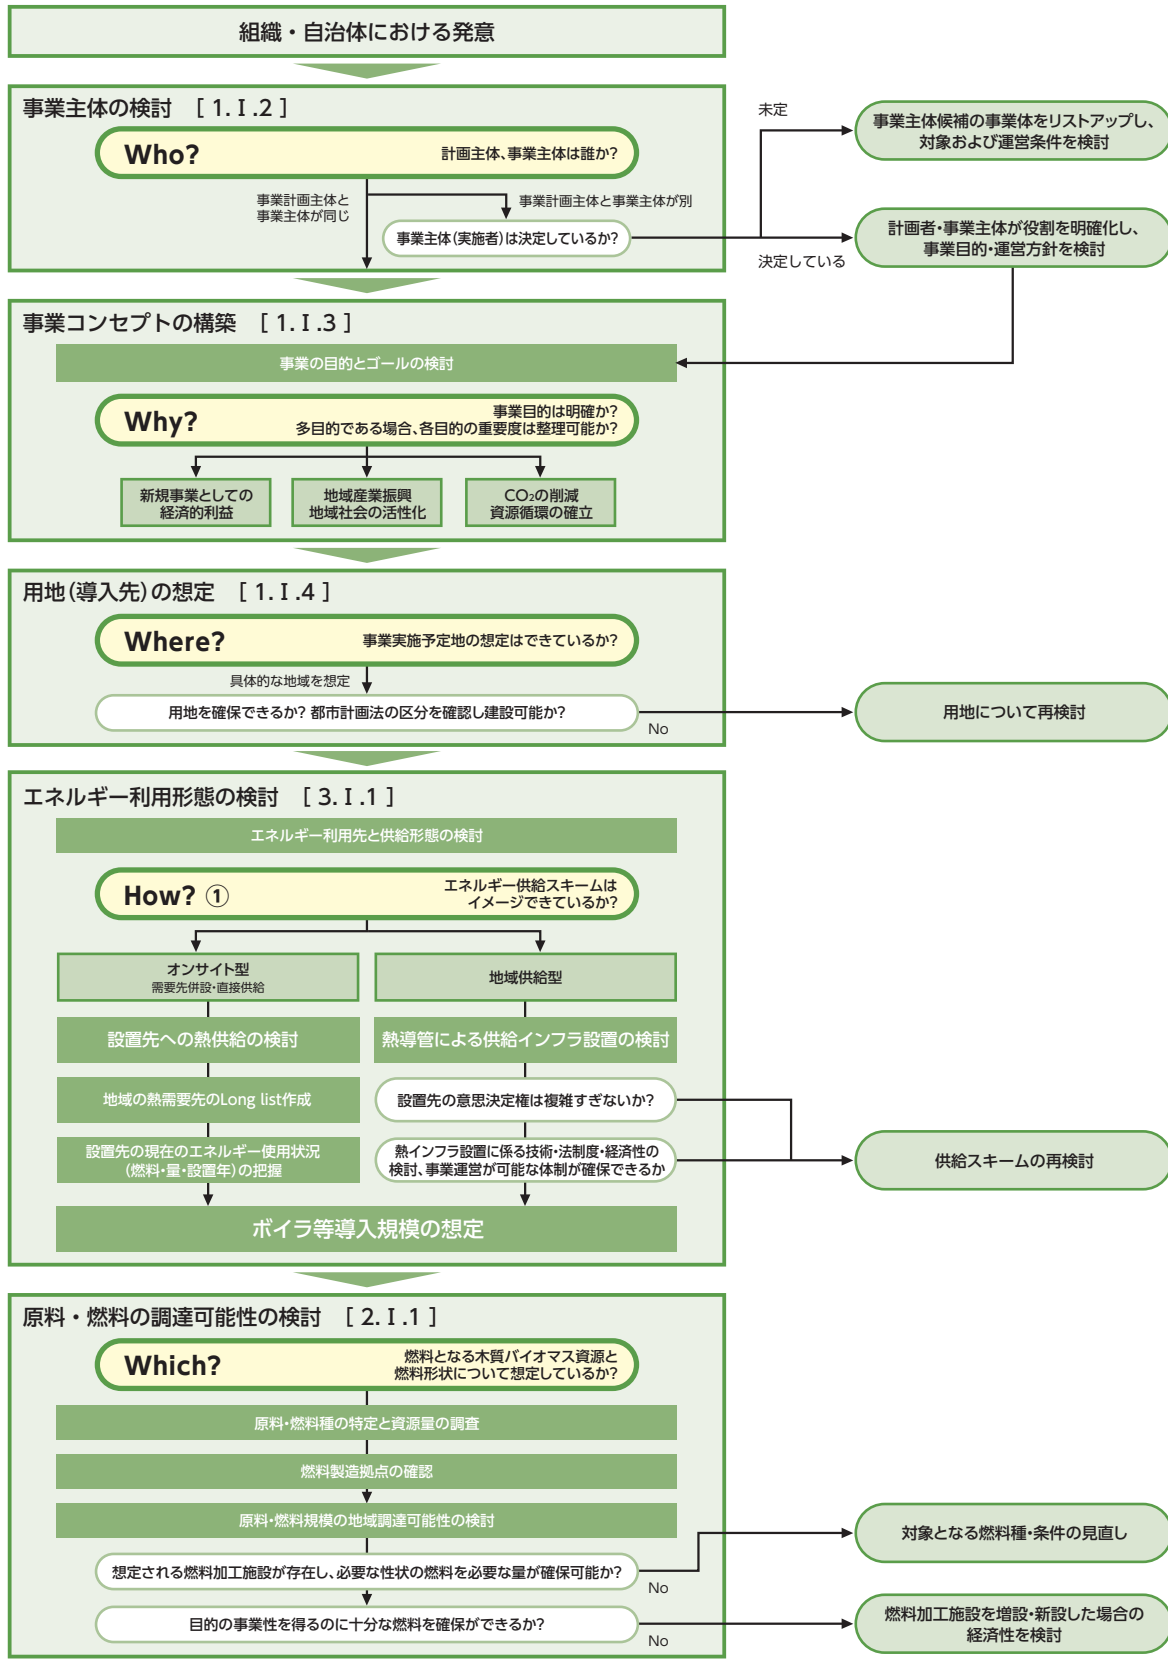 組織・自治体における発意
事業主体の検討 [ 1. I .2 ]
Who?
計画主体、事業主体は誰か?
事業計画主体と
事業主体が同じ
事業計画主体と事業主体が別
事業主体(実施者)は決定しているか?
未定
事業主体候補の事業体をリストアップし、
対象および運営条件を検討
決定している
計画者・事業主体が役割を明確化し、
事業目的・運営方針を検討
事業コンセプトの構築 [ 1. I .3 ]
事業の目的とゴールの検討
Why?
事業目的は明確か?
多目的である場合、各目的の重要度は整理可能か?
新規事業としての
経済的利益
地域産業振興
地域社会の活性化
CO₂の削減
資源循環の確立
用地(導入先)の想定 [ 1. I .4 ]
Where?
事業実施予定地の想定はできているか?
具体的な地域を想定
用地を確保できるか? 都市計画法の区分を確認し建設可能か?
No
用地について再検討
エネルギー利用形態の検討 [ 3. I .1 ]
エネルギー利用先と供給形態の検討
How? ①
エネルギー供給スキームは
イメージできているか?
オンサイト型
需要先併設・直接供給
地域供給型
設置先への熱供給の検討
熱導管による供給インフラ設置の検討
地域の熱需要先のLong list作成
設置先の意思決定権は複雑すぎないか?
設置先の現在のエネルギー使用状況
(燃料・量・設置年)の把握
熱インフラ設置に係る技術・法制度・経済性の
検討、事業運営が可能な体制が確保できるか
供給スキームの再検討
ボイラ等導入規模の想定
原料・燃料の調達可能性の検討 [ 2. I .1 ]
Which?
燃料となる木質バイオマス資源と
燃料形状について想定しているか?
原料・燃料種の特定と資源量の調査
燃料製造拠点の確認
原料・燃料規模の地域調達可能性の検討
想定される燃料加工施設が存在し、必要な性状の燃料を必要な量が確保可能か?
No
対象となる燃料種・条件の見直し
目的の事業性を得るのに十分な燃料を確保ができるか?
No
燃料加工施設を増設・新設した場合の
経済性を検討